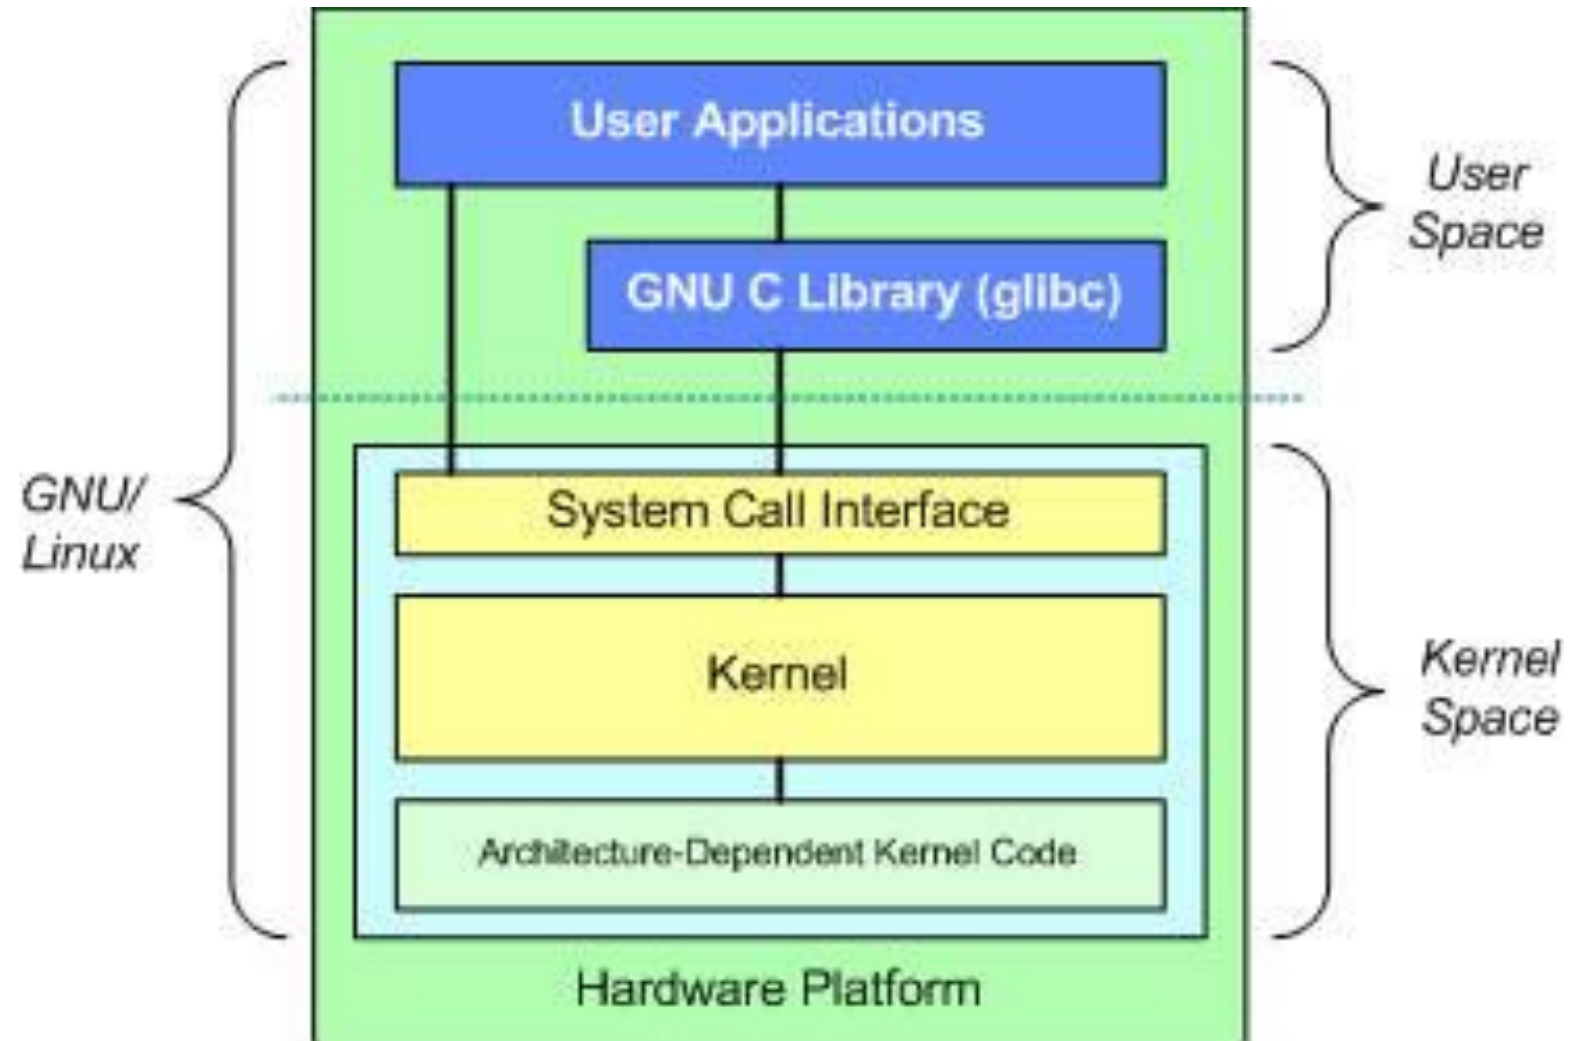 User Applications
User
Space
GNU C Library (glibc)
GNU/
Linux
System Call Interface
Kernel
Kernel
Space
Architecture-Dependent Kernel Code
Hardware Platform